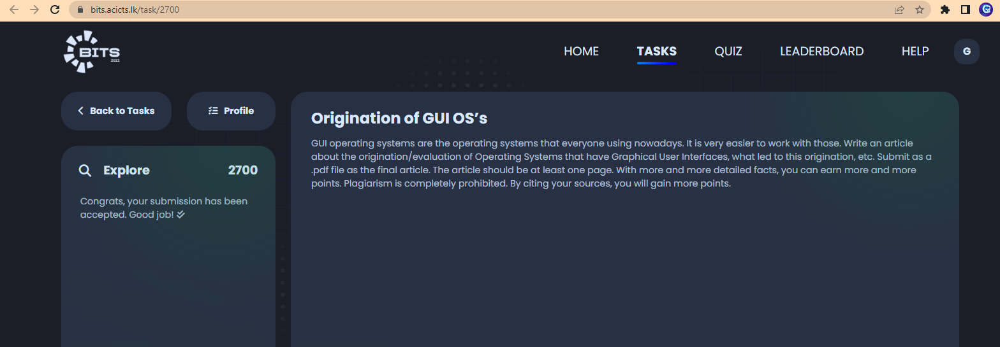 bits.acicts.lk/task/2700
BITS
2022
HOME TASKS QUIZ LEADERBOARD HELP G
Back to Tasks
Profile
Explore 2700
Congrats, your submission has been
accepted. Good job!
Origination of GUI OS’s
GUI operating systems are the operating systems that everyone using nowadays. It is very easier to work with those. Write an article
about the origination/evaluation of Operating Systems that have Graphical User Interfaces, what led to this origination, etc. Submit as a
.pdf file as the final article. The article should be at least one page. With more and more detailed facts, you can earn more and more
points. Plagiarism is completely prohibited. By citing your sources, you will gain more points.